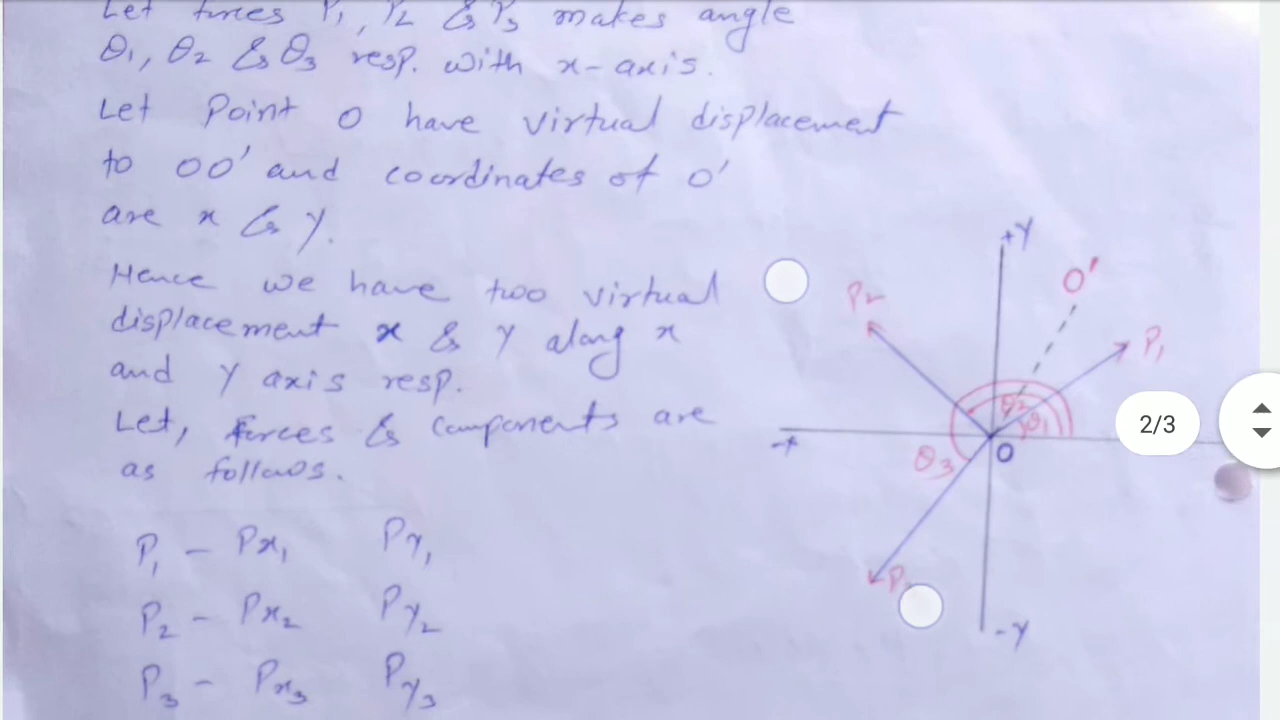 Let forces P1, P2 & P3 makes angle
θ1, θ2 & θ3 resp. with x-axis.
Let Point O have virtual displacement
to OO' and coordinates of O'
are x & y.
Hence we have two virtual
displacement x & y along x
and y axis resp.
Let, forces & components are
as follows.
P1 - Px1 Py1
P2 - Px2 Py2
P3 - Px3 Py3
+Y
O'
P2
P1
θ2
θ1
2/3
-x
O
θ3
P
-Y